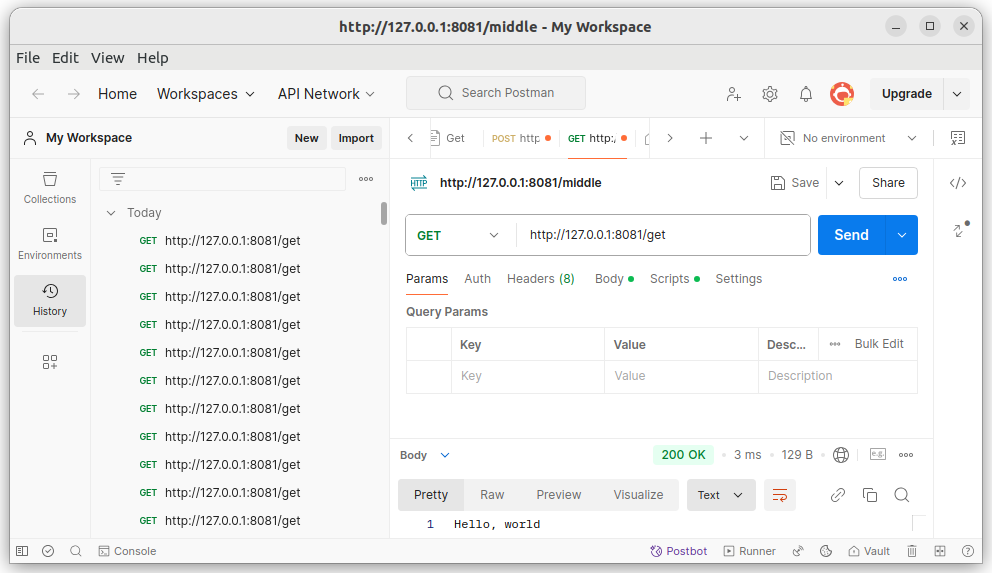 http://127.0.0.1:8081/middle - My Workspace
File Edit View Help
Home Workspaces API Network Search Postman Upgrade
My Workspace New Import
Get POST http GET http:, No environment
Collections
Environments
History
Today
GET http://127.0.0.1:8081/get
GET http://127.0.0.1:8081/get
GET http://127.0.0.1:8081/get
GET http://127.0.0.1:8081/get
GET http://127.0.0.1:8081/get
GET http://127.0.0.1:8081/get
GET http://127.0.0.1:8081/get
GET http://127.0.0.1:8081/get
GET http://127.0.0.1:8081/get
GET http://127.0.0.1:8081/get
GET http://127.0.0.1:8081/get
HTTP http://127.0.0.1:8081/middle Save Share
GET http://127.0.0.1:8081/get Send
Params Auth Headers (8) Body Scripts Settings
Query Params
Key Value Desc... Bulk Edit
Key Value Description
Body 200 OK 3 ms 129 B e.g.
Pretty Raw Preview Visualize Text
1 Hello, world
Console Postbot Runner Vault